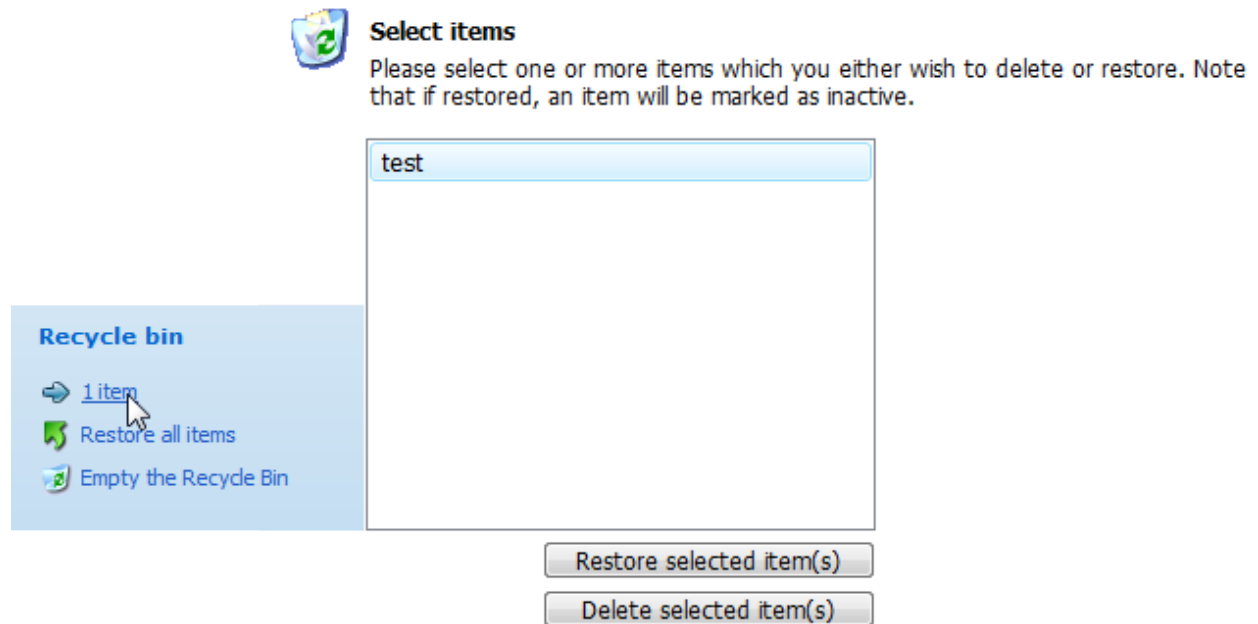 Select items
Please select one or more items which you either wish to delete or restore. Note
that if restored, an item will be marked as inactive.
test
Recycle bin
1 item
Restore all items
Empty the Recycle Bin
Restore selected item(s)
Delete selected item(s)